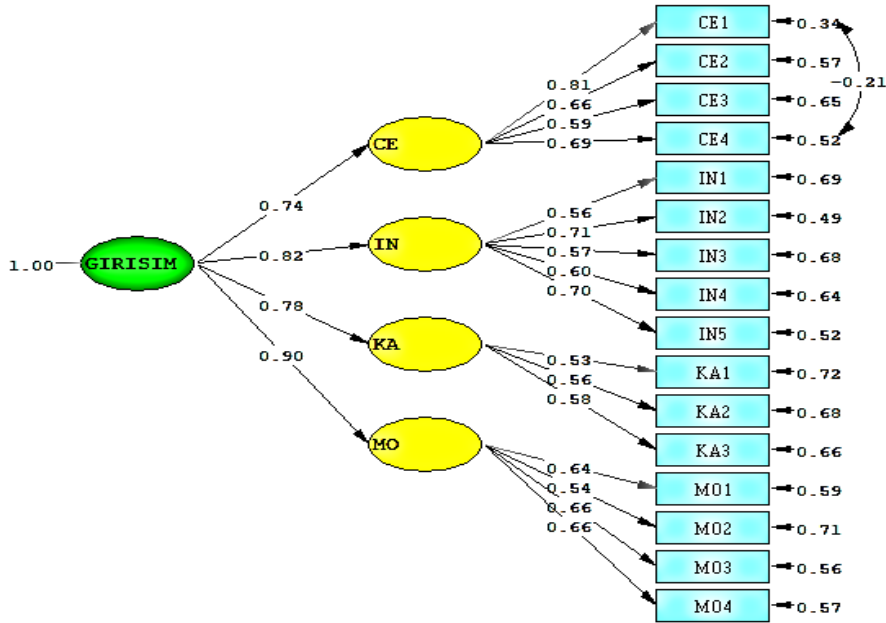 CE1 0.34
CE2 0.57
-0.21
0.81
0.66
CE3 0.65
0.59
CE CE4 0.52
0.69
IN1 0.69
0.74
0.56
IN2 0.49
0.71
IN
0.82
IN3 0.68
0.57
1.00 GIRISIM
0.60
IN4 0.64
0.70
0.78
IN5 0.52
KA
0.53
0.90
KA1 0.72
0.56
0.58
KA2 0.68
MO
KA3 0.66
0.64
MO1 0.59
0.54
0.66
MO2 0.71
0.66
MO3 0.56
MO4 0.57